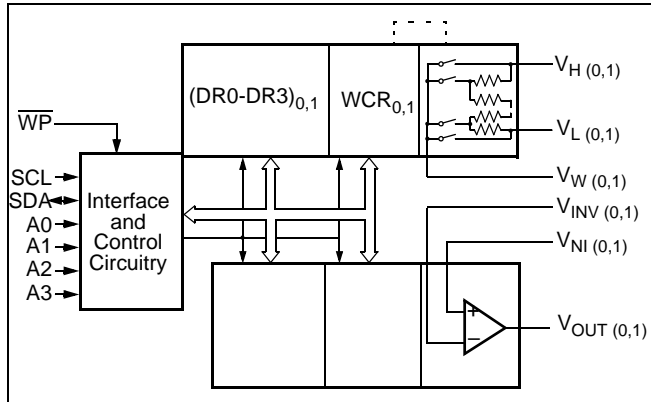 (DR0-DR3)0,1
WCR0,1
VH (0,1)
VL (0,1)
VW (0,1)
VINV (0,1)
VNI (0,1)
VOUT (0,1)
WP
SCL
SDA
A0
A1
A2
A3
Interface
and
Control
Circuitry
+
−